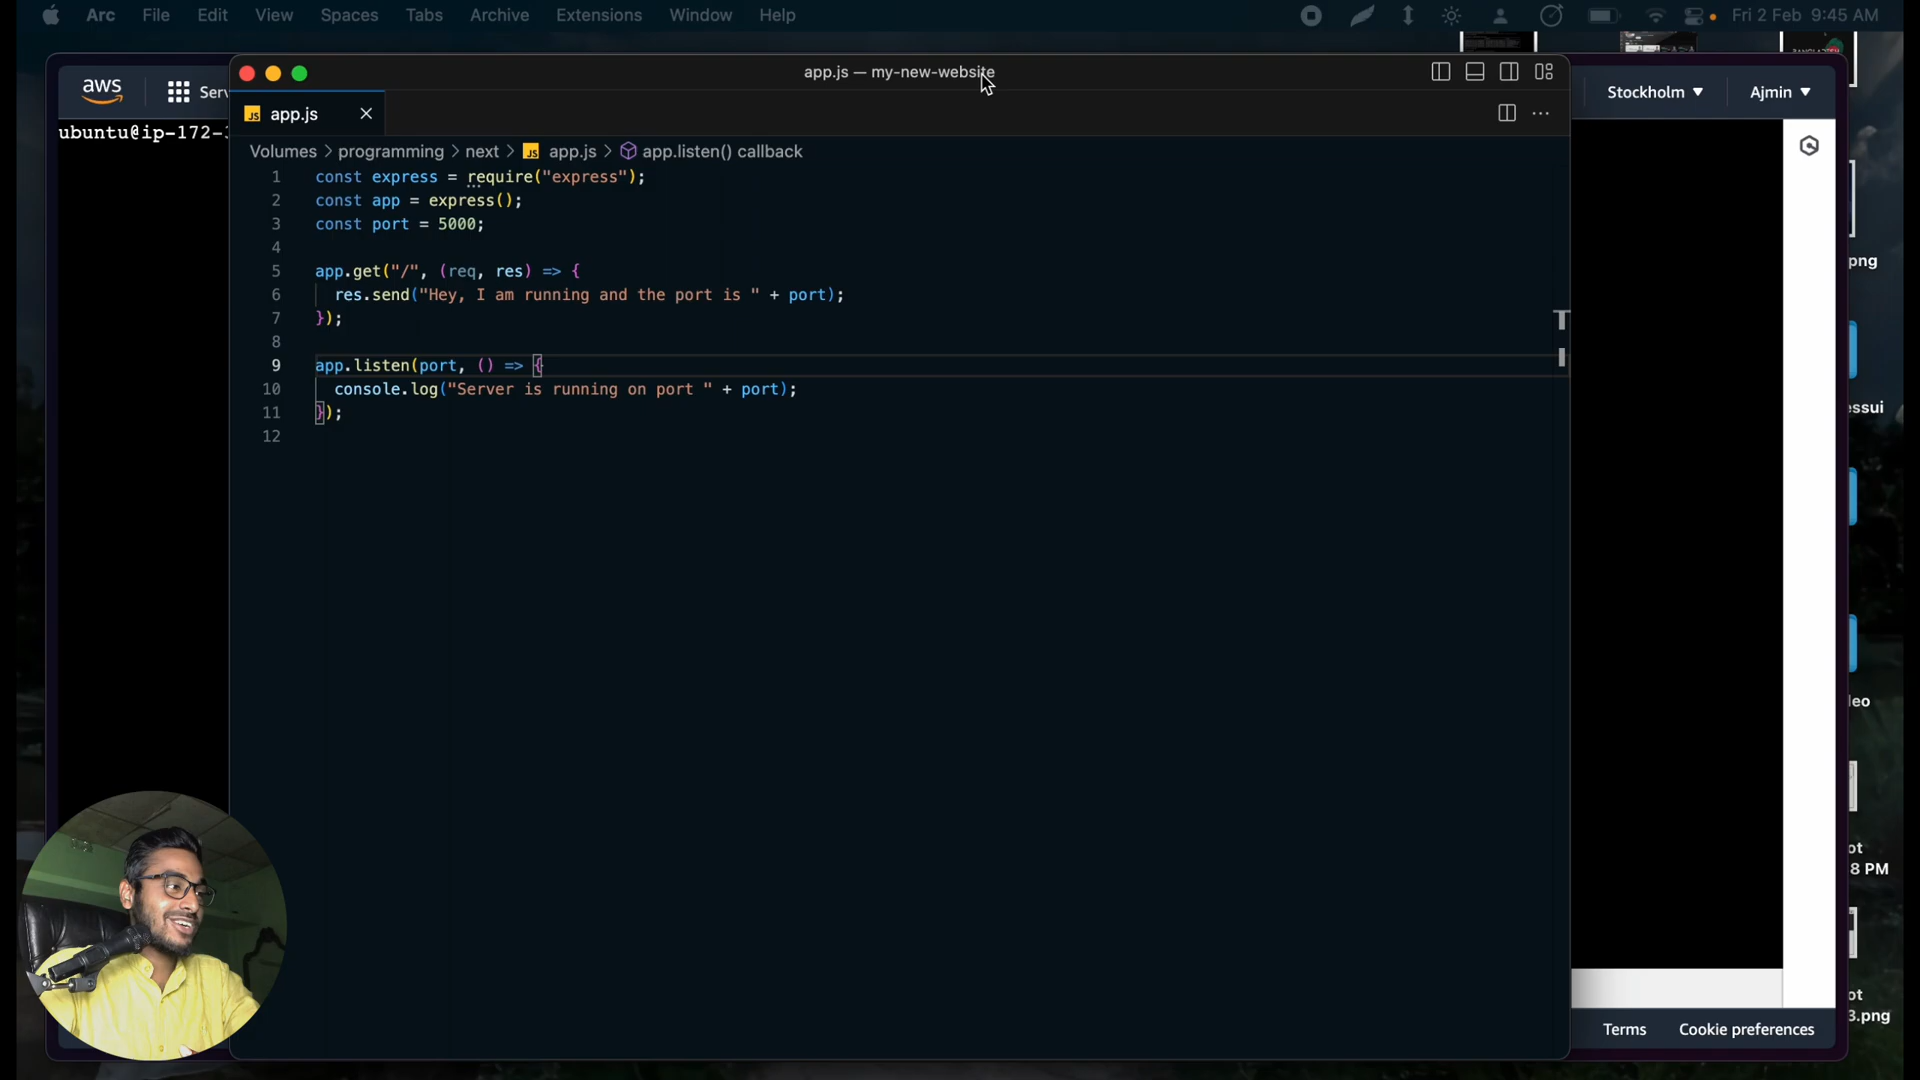 Arc File Edit View Spaces Tabs Archive Extensions Window Help Fri 2 Feb 9:45 AM
app.js — my-new-website
aws Serv Stockholm ▼ Ajmin ▼
JS app.js ×
ubuntu@ip-172-3
Volumes > programming > next > JS app.js > app.listen() callback
1 const express = require("express");
2 const app = express();
3 const port = 5000;
4
5 app.get("/", (req, res) => {
6 res.send("Hey, I am running and the port is " + port);
7 });
8
9 app.listen(port, () => {
10 console.log("Server is running on port " + port);
11 });
12
png
essui
leo
ot
8 PM
ot
3.png
Terms Cookie preferences